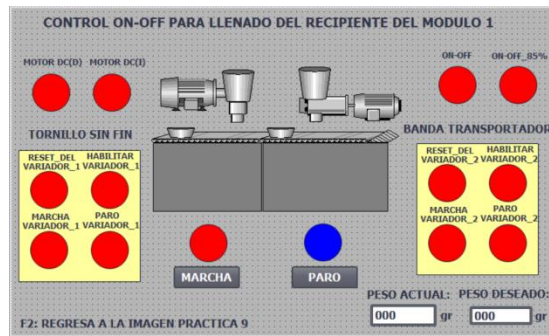 CONTROL ON-OFF PARA LLENADO DEL RECIPIENTE DEL MODULO 1
MOTOR DC(D) MOTOR DC(I)
ON-OFF ON-OFF_85%
TORNILLO SIN FIN
BANDA TRANSPORTADOR
RESET_DEL HABILITAR
VARIADOR_1 VARIADOR_1
RESET_DEL HABILITAR
VARIADOR_2 VARIADOR_2
MARCHA PARO
VARIADOR_1 VARIADOR_1
MARCHA PARO
VARIADOR_2 VARIADOR_2
MARCHA PARO
PESO ACTUAL: PESO DESEADO:
000 gr 000 gr
F2: REGRESA A LA IMAGEN PRACTICA 9